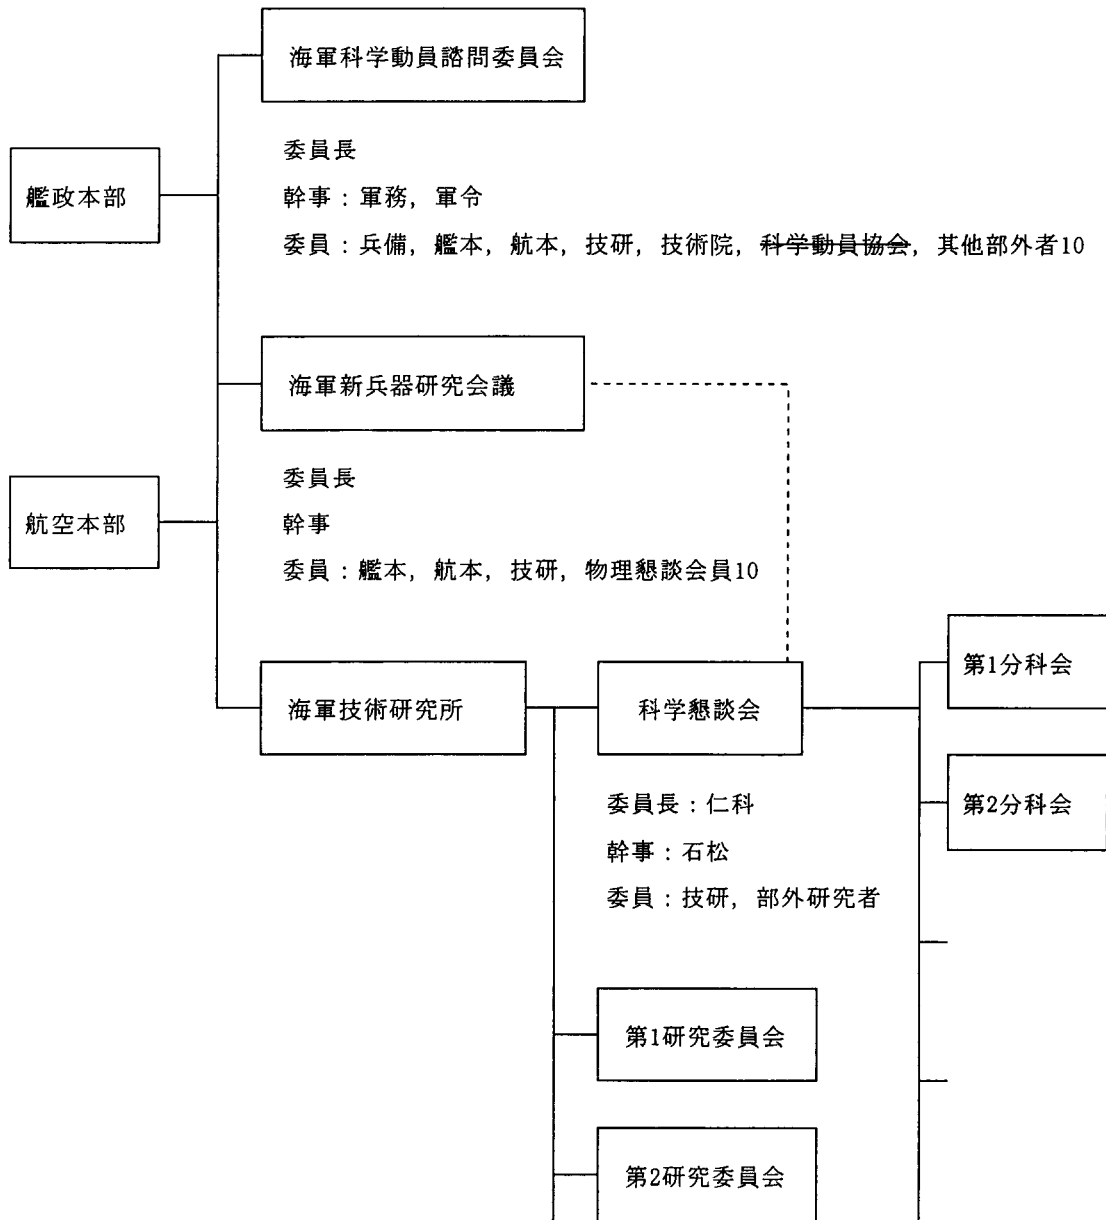 海軍科学動員諮問委員会
委員長
幹事：軍務，軍令
委員：兵備，艦本，航本，技研，技術院，科学動員協会，其他部外者10
艦政本部
海軍新兵器研究会議
委員長
幹事
委員：艦本，航本，技研，物理懇談会員10
航空本部
海軍技術研究所
科学懇談会
委員長：仁科
幹事：石松
委員：技研，部外研究者
第1分科会
第2分科会
第1研究委員会
第2研究委員会